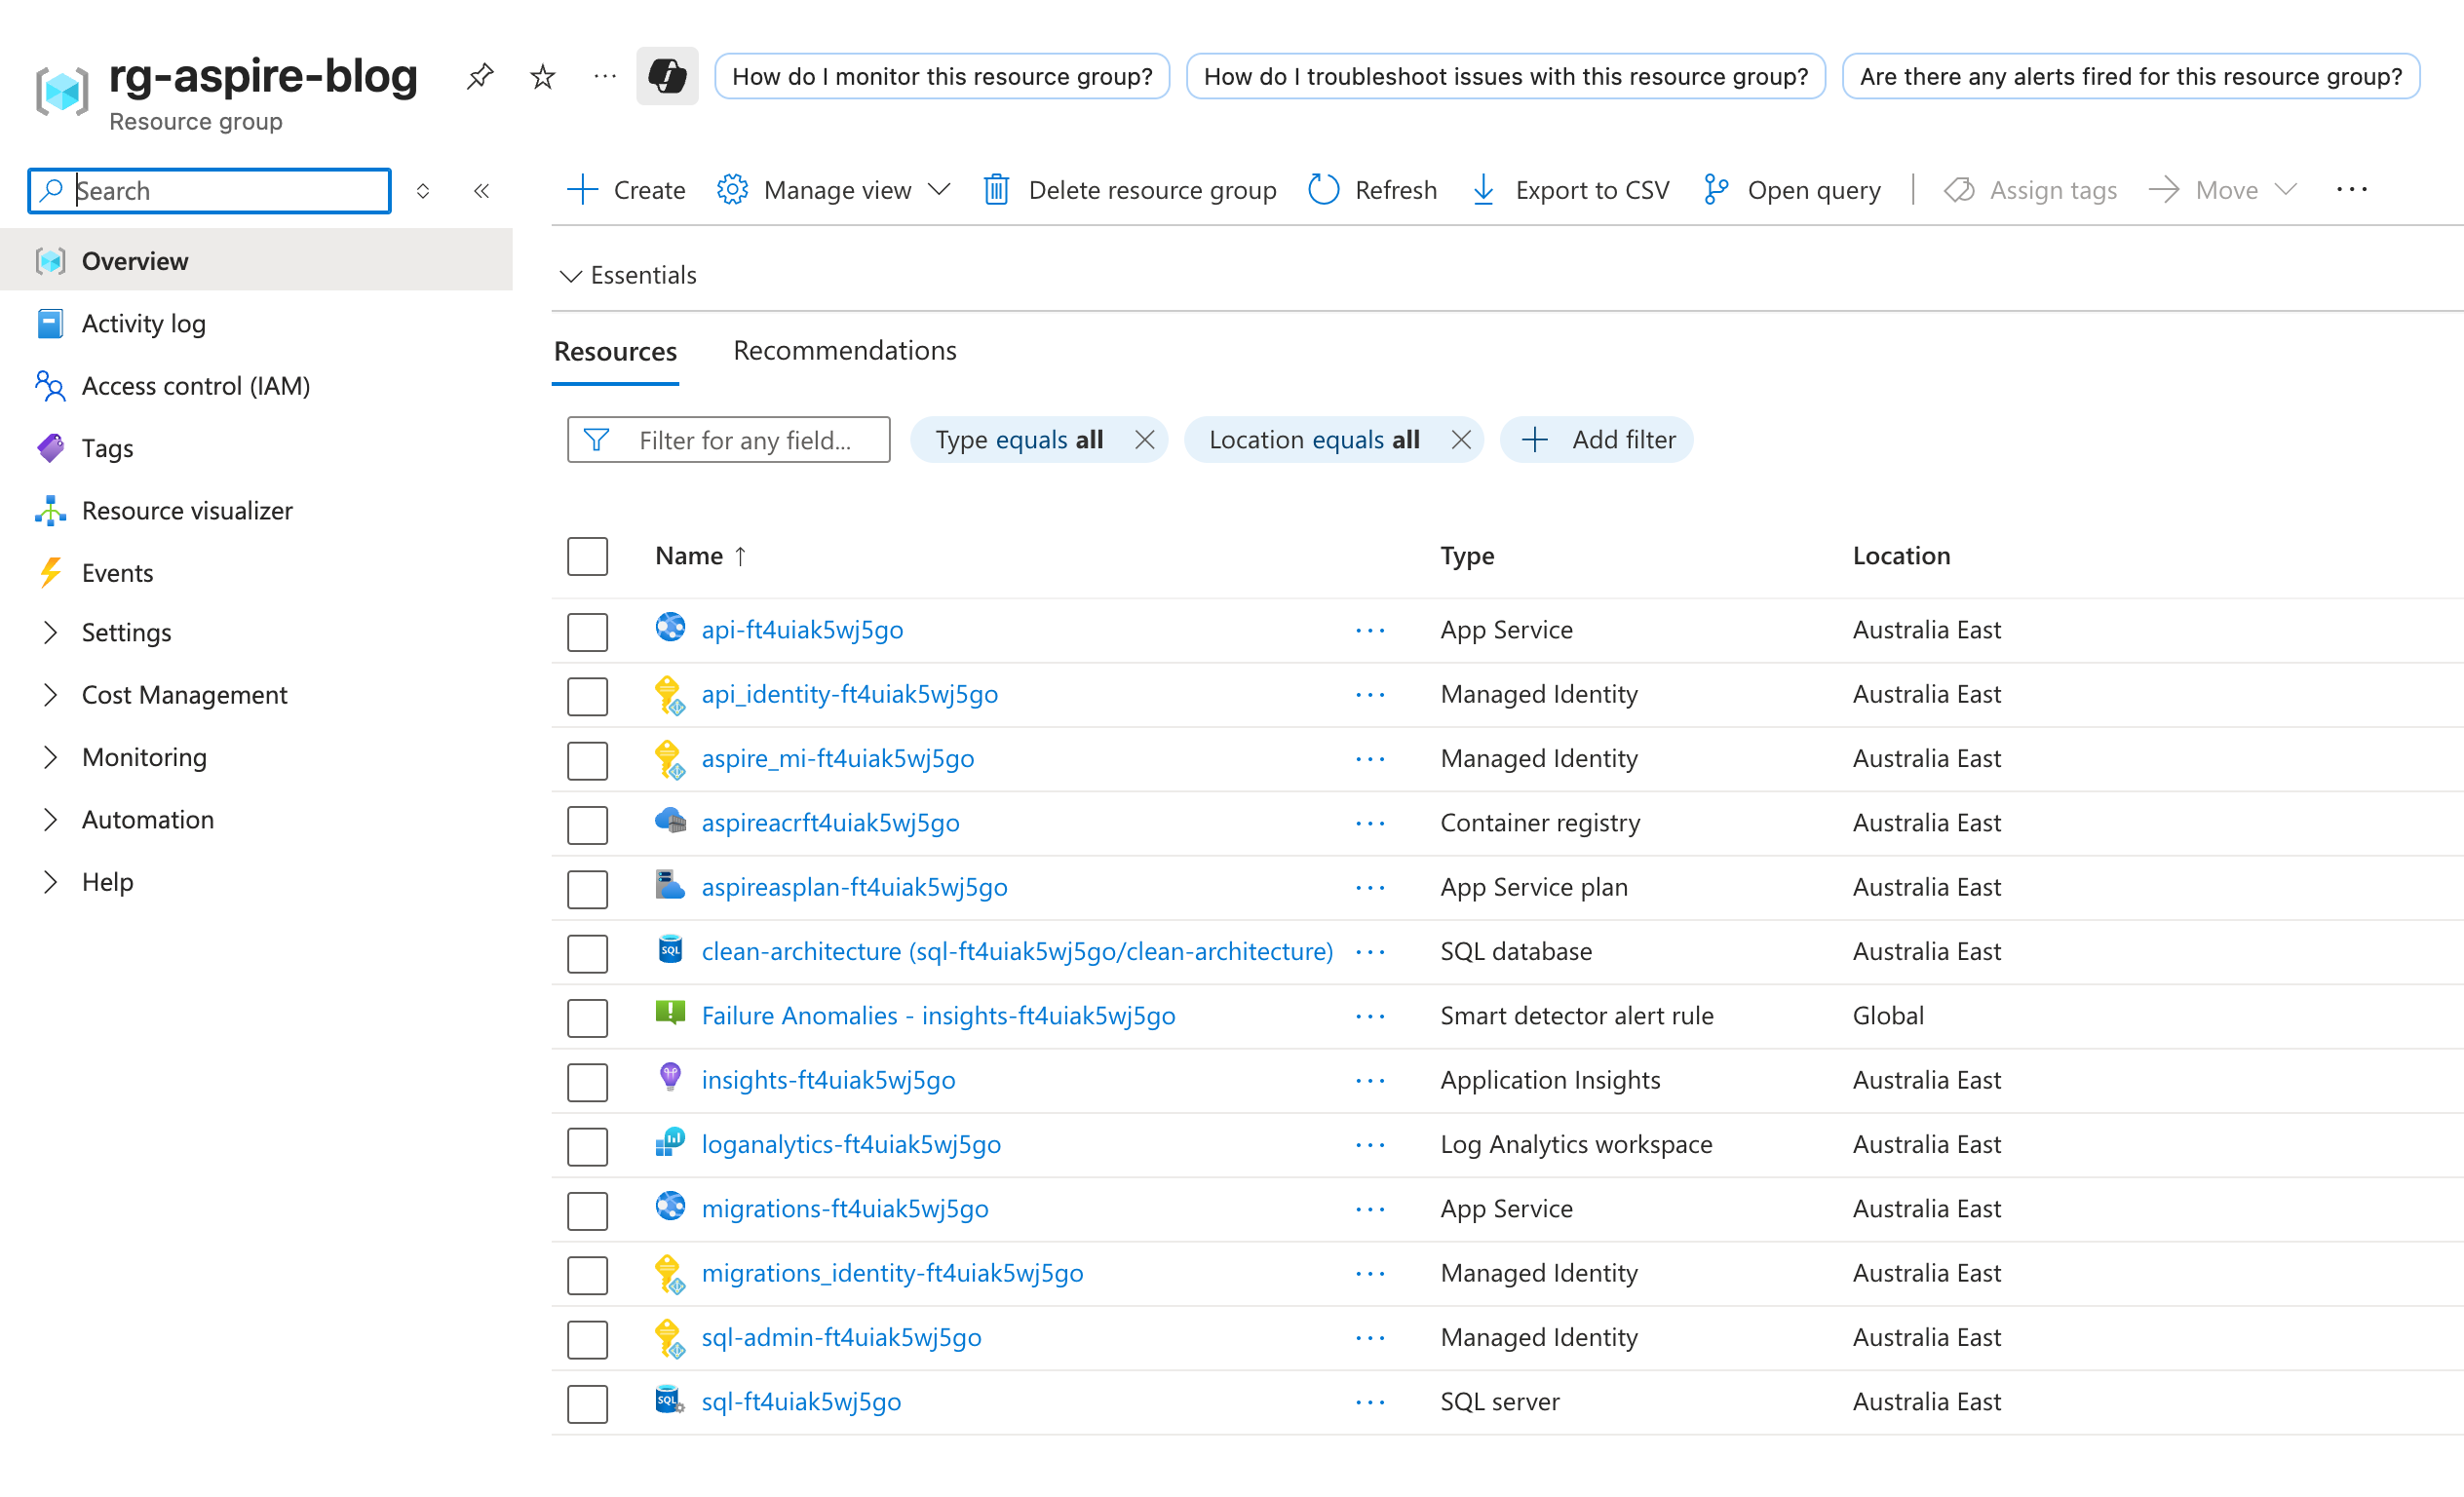 rg-aspire-blog
Resource group
How do I monitor this resource group?
How do I troubleshoot issues with this resource group?
Are there any alerts fired for this resource group?
Search
Create
Manage view
Delete resource group
Refresh
Export to CSV
Open query
Assign tags
Move
Overview
Activity log
Access control (IAM)
Tags
Resource visualizer
Events
Settings
Cost Management
Monitoring
Automation
Help
Essentials
Resources Recommendations
Filter for any field...
Type equals all
Location equals all
Add filter
Name ↑ Type Location
api-ft4uiak5wj5go App Service Australia East
api_identity-ft4uiak5wj5go Managed Identity Australia East
aspire_mi-ft4uiak5wj5go Managed Identity Australia East
aspireacrft4uiak5wj5go Container registry Australia East
aspireasplan-ft4uiak5wj5go App Service plan Australia East
clean-architecture (sql-ft4uiak5wj5go/clean-architecture) SQL database Australia East
Failure Anomalies - insights-ft4uiak5wj5go Smart detector alert rule Global
insights-ft4uiak5wj5go Application Insights Australia East
loganalytics-ft4uiak5wj5go Log Analytics workspace Australia East
migrations-ft4uiak5wj5go App Service Australia East
migrations_identity-ft4uiak5wj5go Managed Identity Australia East
sql-admin-ft4uiak5wj5go Managed Identity Australia East
sql-ft4uiak5wj5go SQL server Australia East